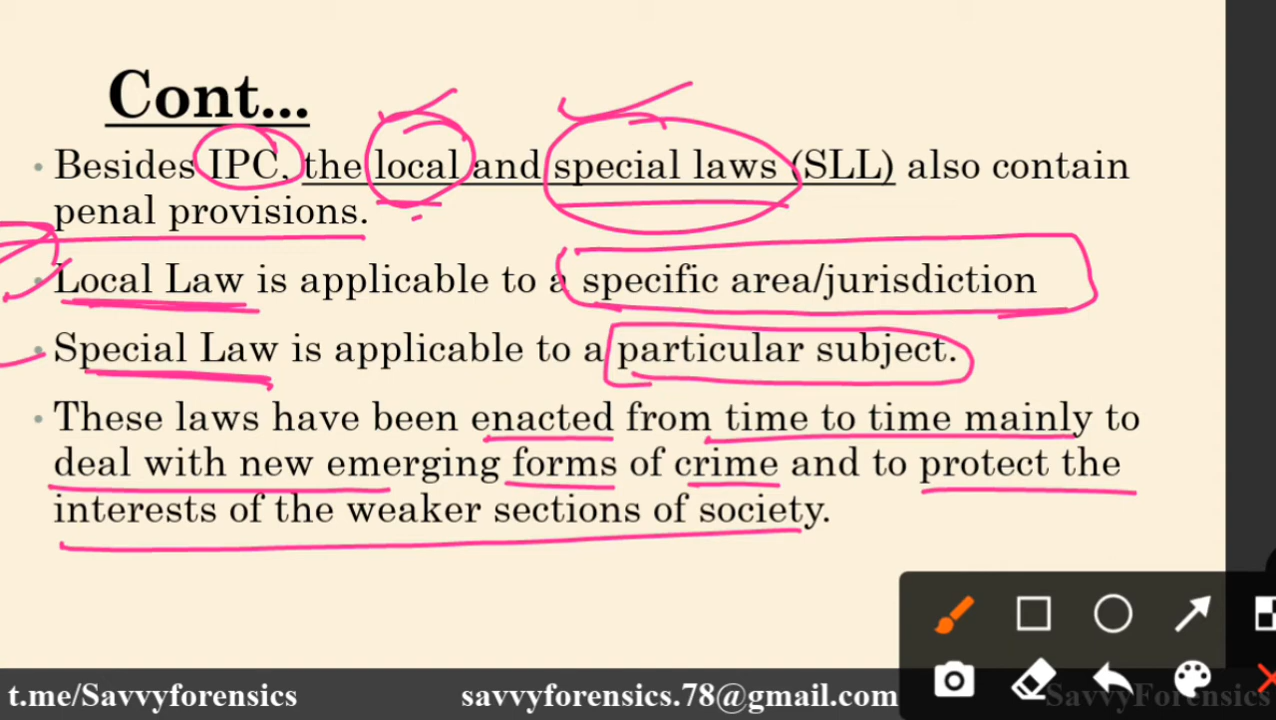 Cont...
• Besides IPC, the local and special laws (SLL) also contain
penal provisions.
• Local Law is applicable to a specific area/jurisdiction
• Special Law is applicable to a particular subject.
• These laws have been enacted from time to time mainly to
deal with new emerging forms of crime and to protect the
interests of the weaker sections of society.
t.me/Savvyforensics savvyforensics.78@gmail.com SavvyForensics